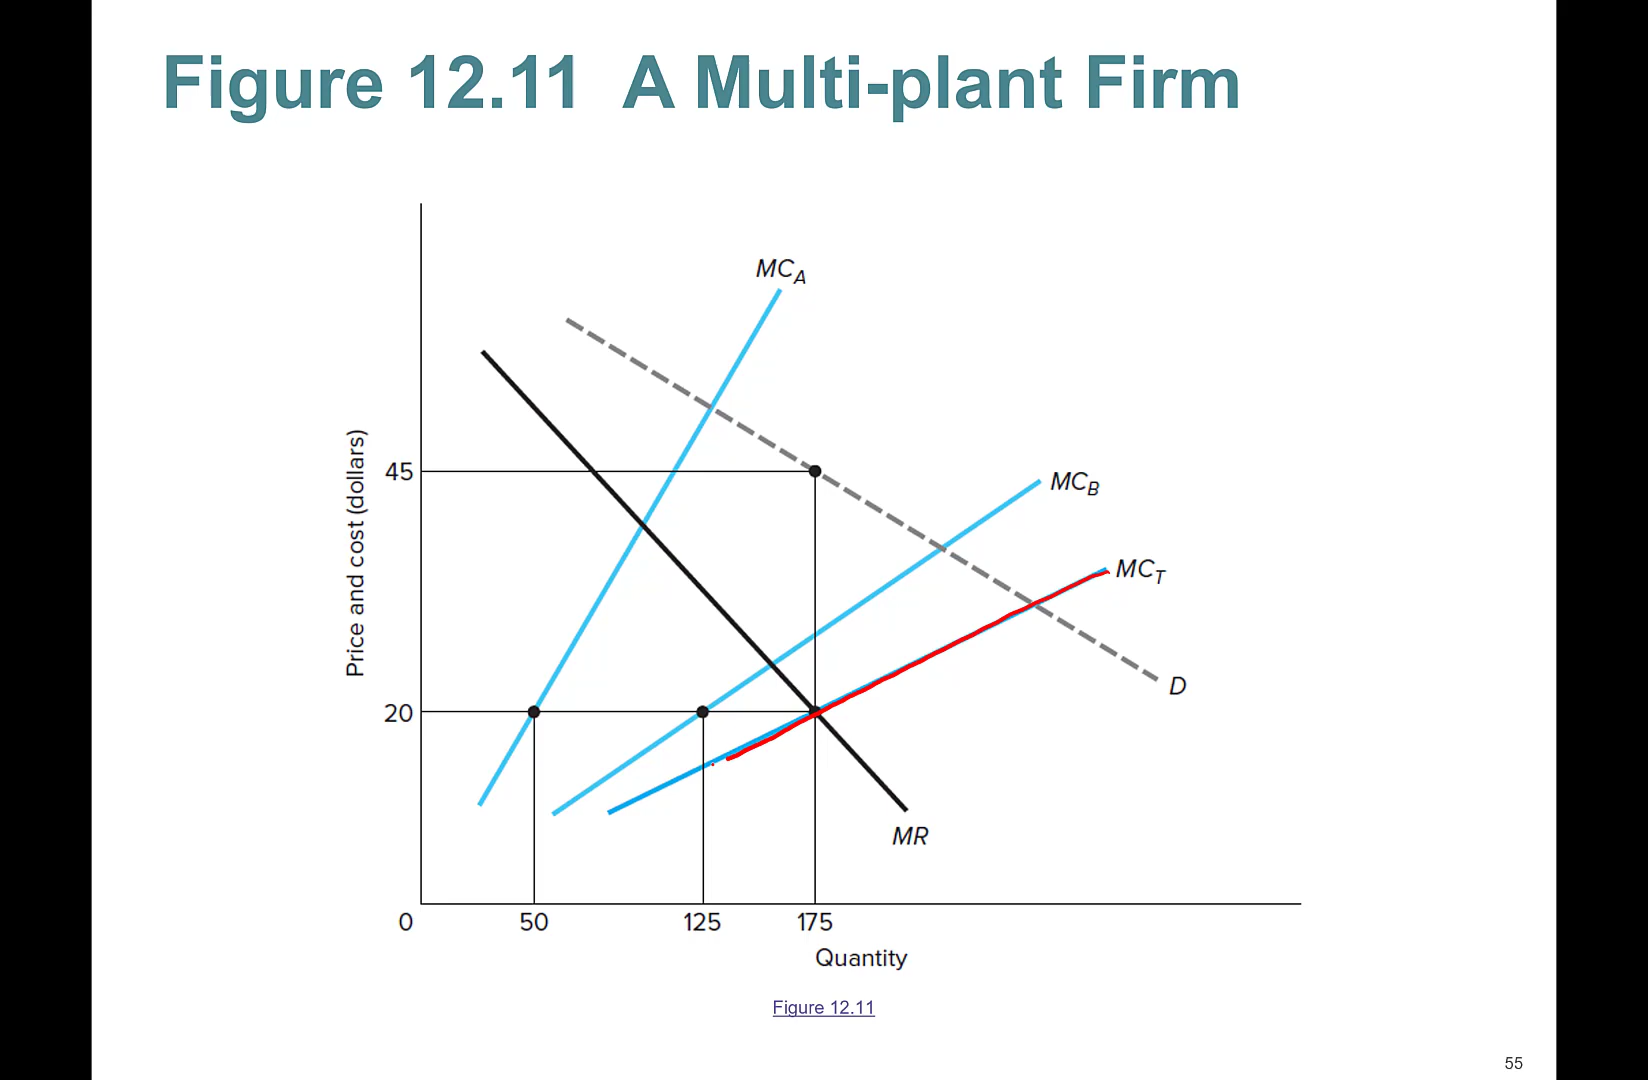 Figure 12.11 A Multi-plant Firm
MCA
Price and cost (dollars)
45
MCB
MCT
D
20
MR
0 50 125 175
Quantity
Figure 12.11
55